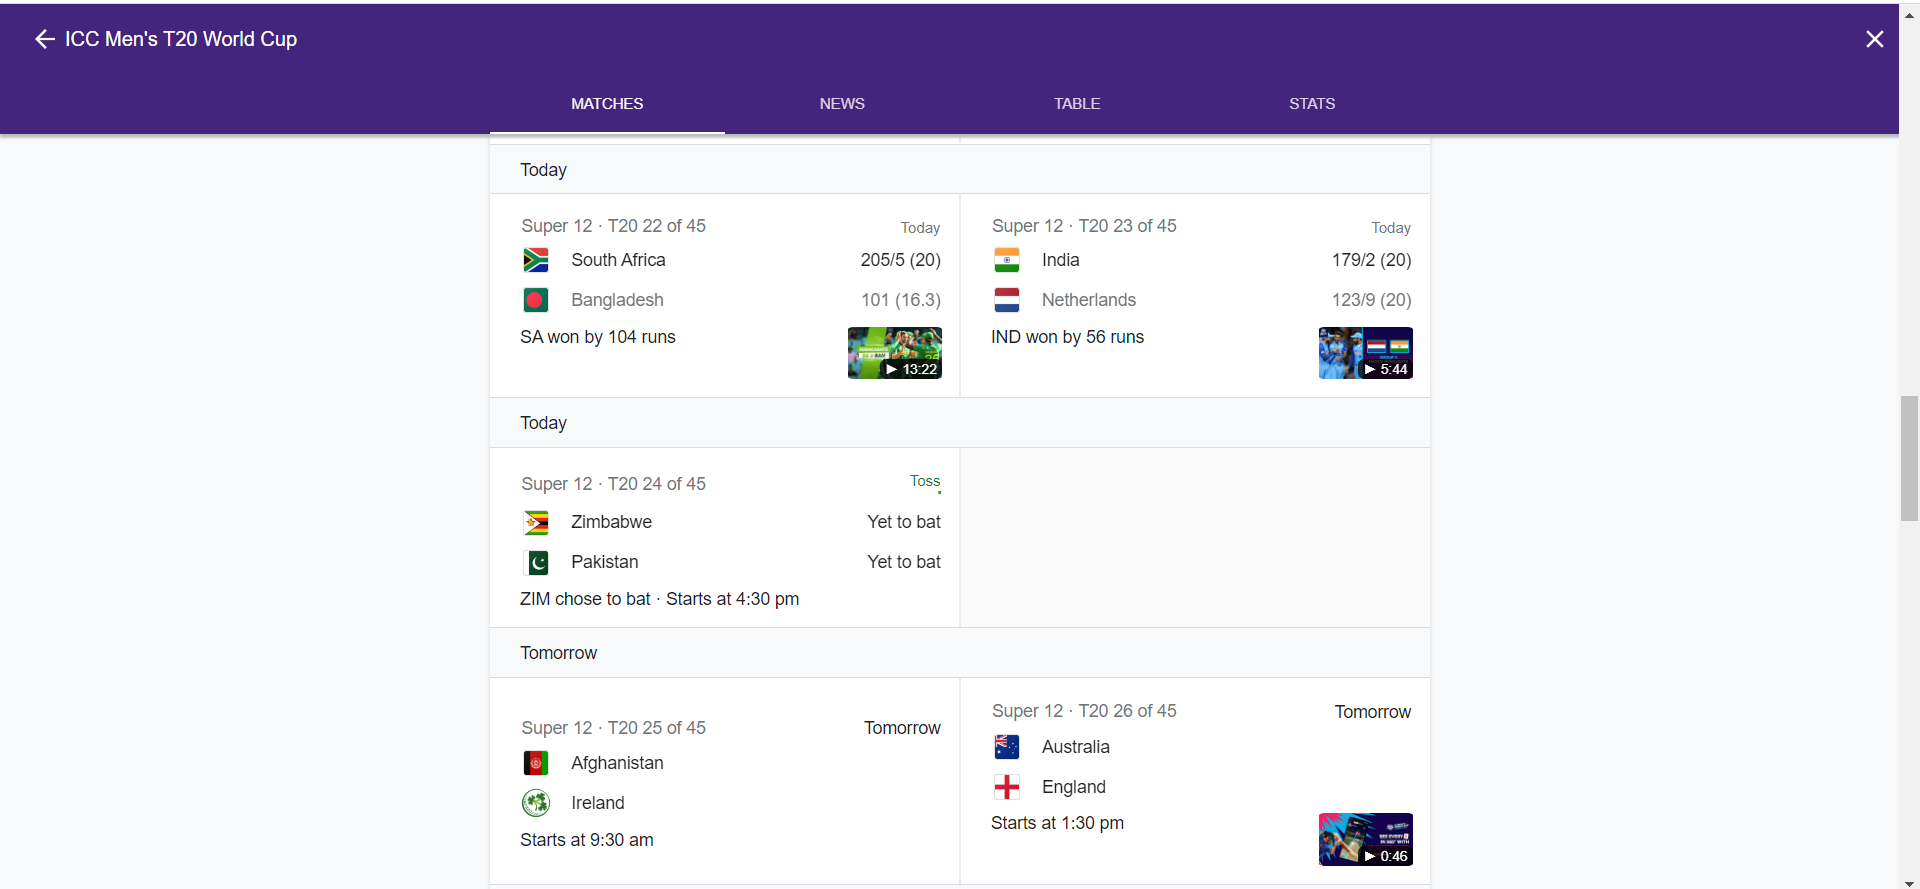 ICC Men's T20 World Cup
MATCHES NEWS TABLE STATS
Today
Super 12 · T20 22 of 45 Today
South Africa 205/5 (20)
Bangladesh 101 (16.3)
SA won by 104 runs
13:22
Super 12 · T20 23 of 45 Today
India 179/2 (20)
Netherlands 123/9 (20)
IND won by 56 runs
5:44
Today
Super 12 · T20 24 of 45 Toss
Zimbabwe Yet to bat
Pakistan Yet to bat
ZIM chose to bat · Starts at 4:30 pm
Tomorrow
Super 12 · T20 25 of 45 Tomorrow
Afghanistan
Ireland
Starts at 9:30 am
Super 12 · T20 26 of 45 Tomorrow
Australia
England
Starts at 1:30 pm
0:46